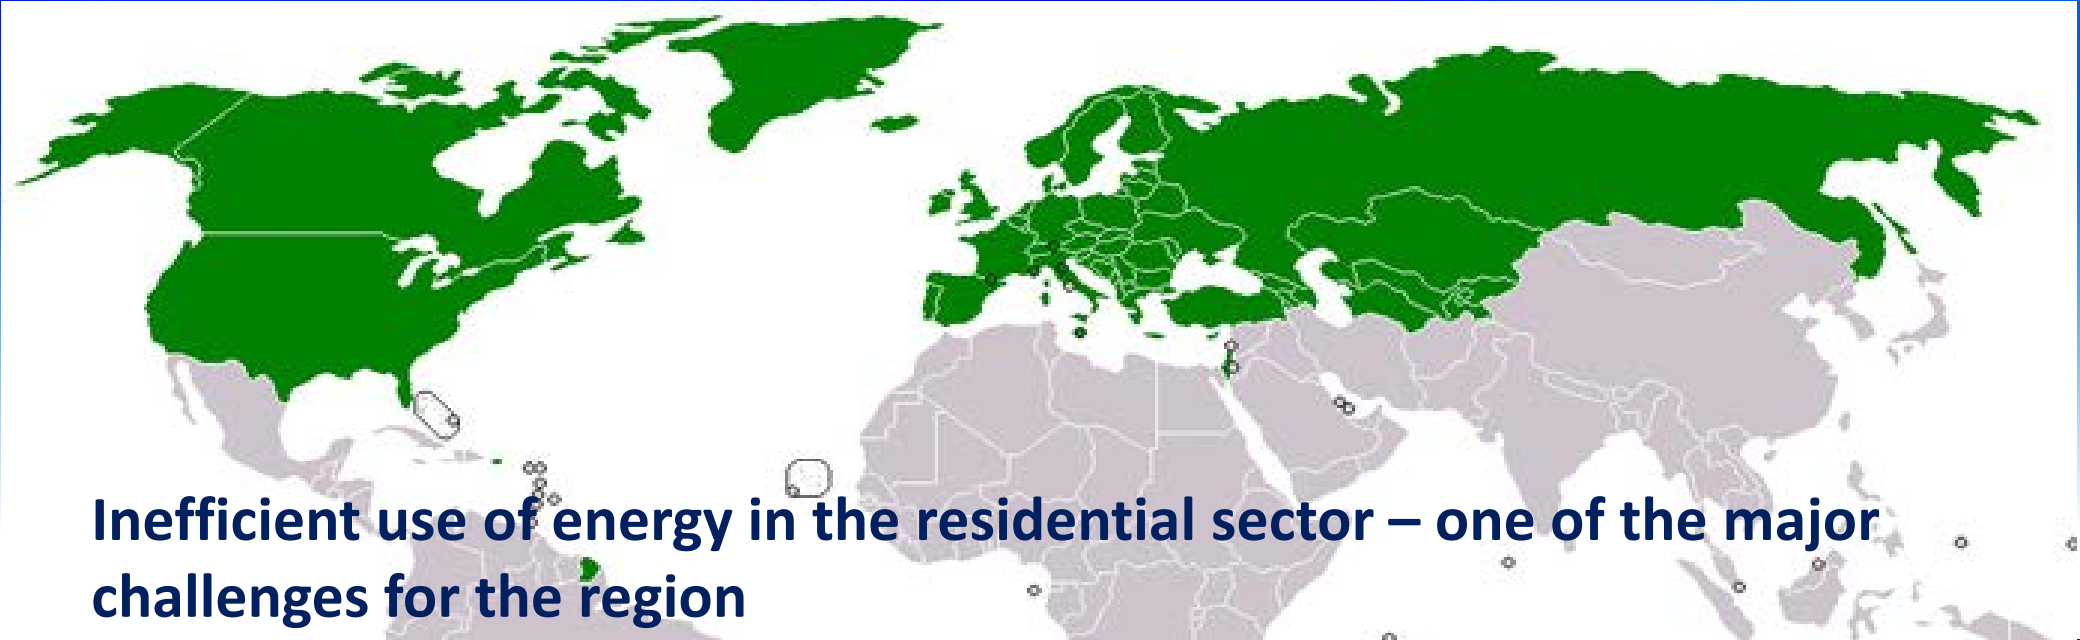 Inefficient use of energy in the residential sector – one of the major
challenges for the region